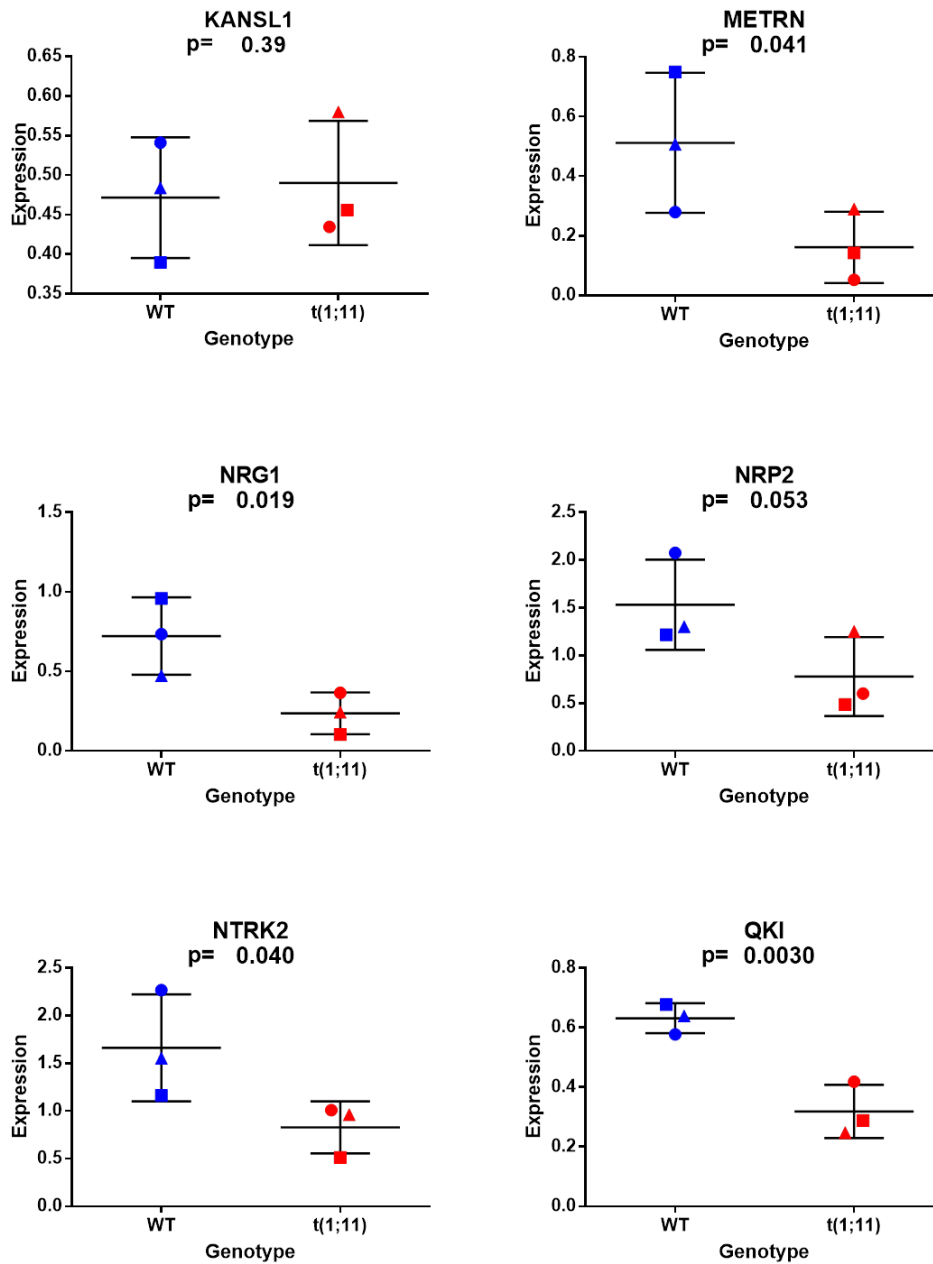 KANSL1
p= 0.39
0.65
0.60
0.55
0.50
0.45
0.40
0.35
Expression
WT t(1;11)
Genotype
METRN
p= 0.041
0.8
0.6
0.4
0.2
0.0
Expression
WT t(1;11)
Genotype
NRG1
p= 0.019
1.5
1.0
0.5
0.0
Expression
WT t(1;11)
Genotype
NRP2
p= 0.053
2.5
2.0
1.5
1.0
0.5
0.0
Expression
WT t(1;11)
Genotype
NTRK2
p= 0.040
2.5
2.0
1.5
1.0
0.5
0.0
Expression
WT t(1;11)
Genotype
QKI
p= 0.0030
0.8
0.6
0.4
0.2
0.0
Expression
WT t(1;11)
Genotype